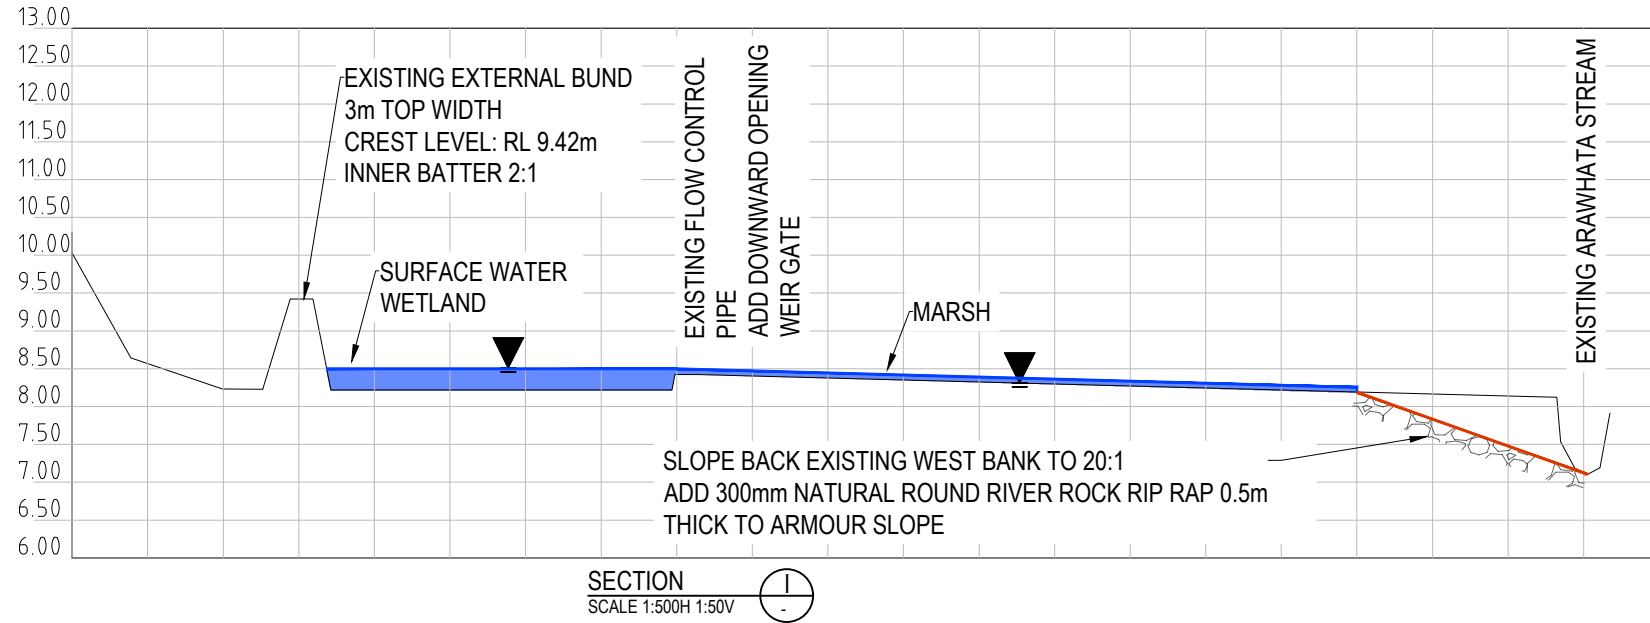 13.00
12.50
12.00
11.50
11.00
10.50
10.00
9.50
9.00
8.50
8.00
7.50
7.00
6.50
6.00
EXISTING EXTERNAL BUND
3m TOP WIDTH
CREST LEVEL: RL 9.42m
INNER BATTER 2:1
SURFACE WATER
WETLAND
EXISTING FLOW CONTROL
PIPE
ADD DOWNWARD OPENING
WEIR GATE
MARSH
EXISTING ARAWHATA STREAM
SLOPE BACK EXISTING WEST BANK TO 20:1
ADD 300mm NATURAL ROUND RIVER ROCK RIP RAP 0.5m
THICK TO ARMOUR SLOPE
SECTION
SCALE 1:500H 1:50V
I
-